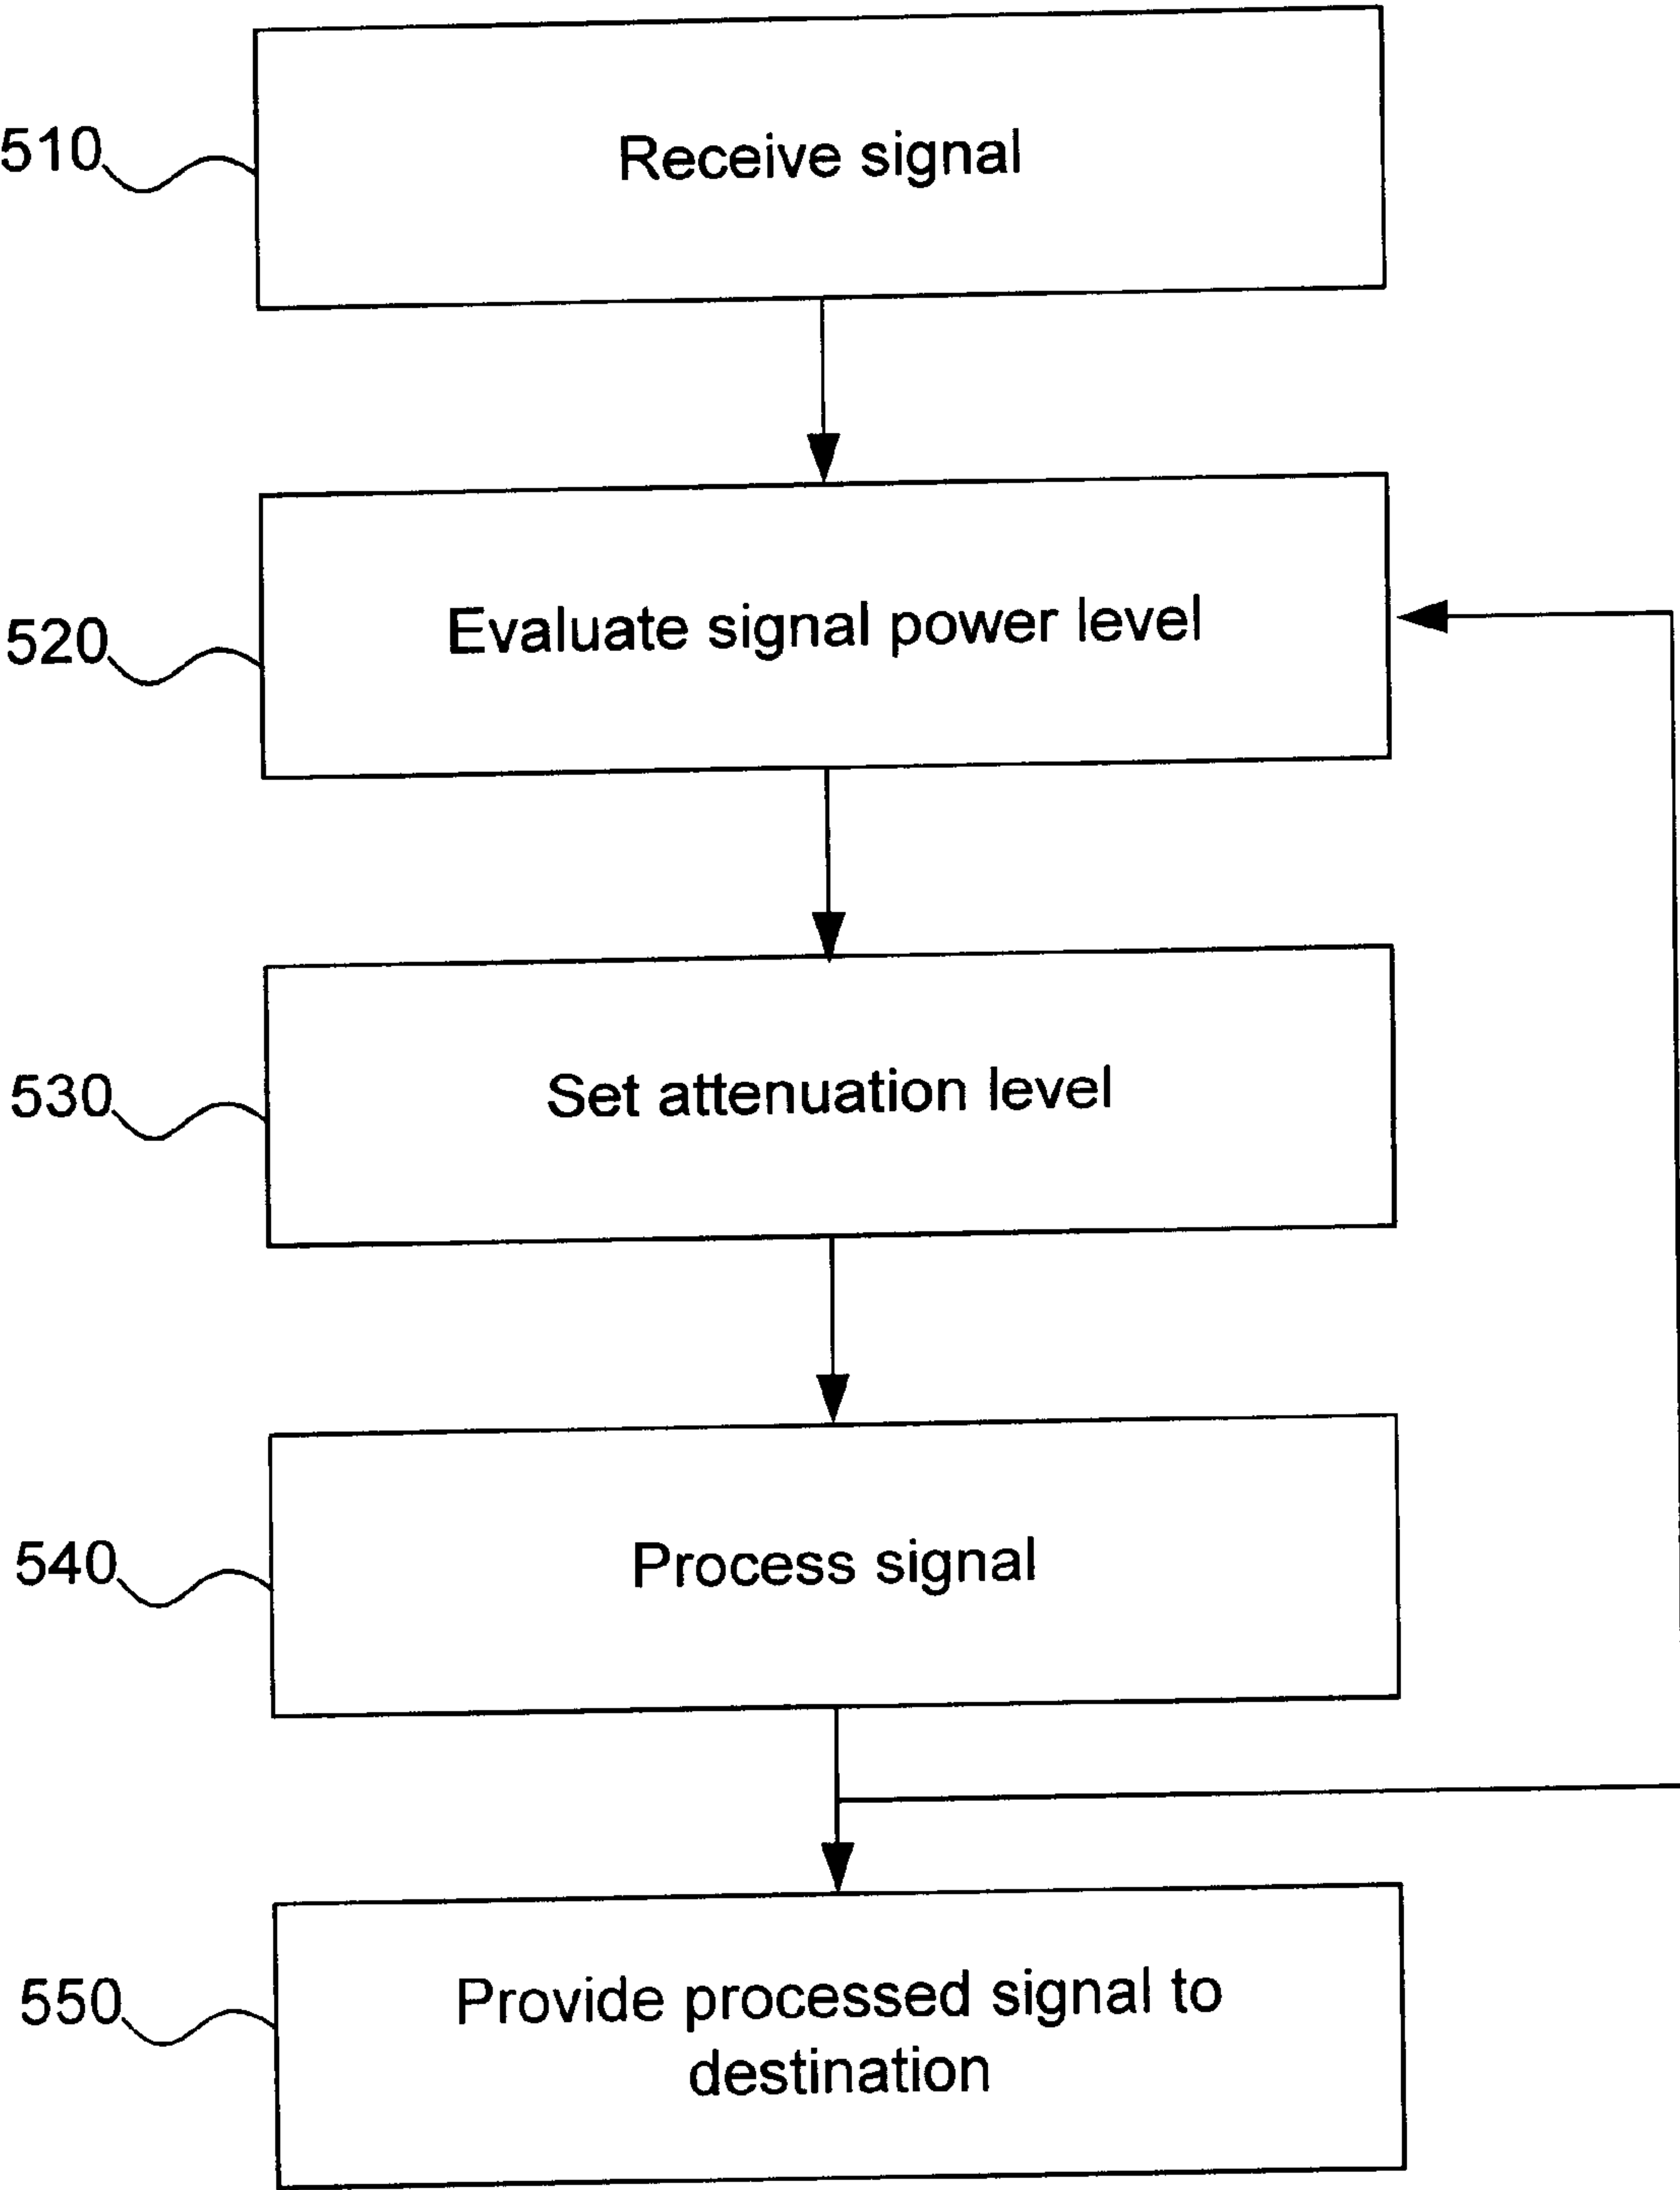 510
Receive signal
520
Evaluate signal power level
530
Set attenuation level
540
Process signal
550
Provide processed signal to
destination